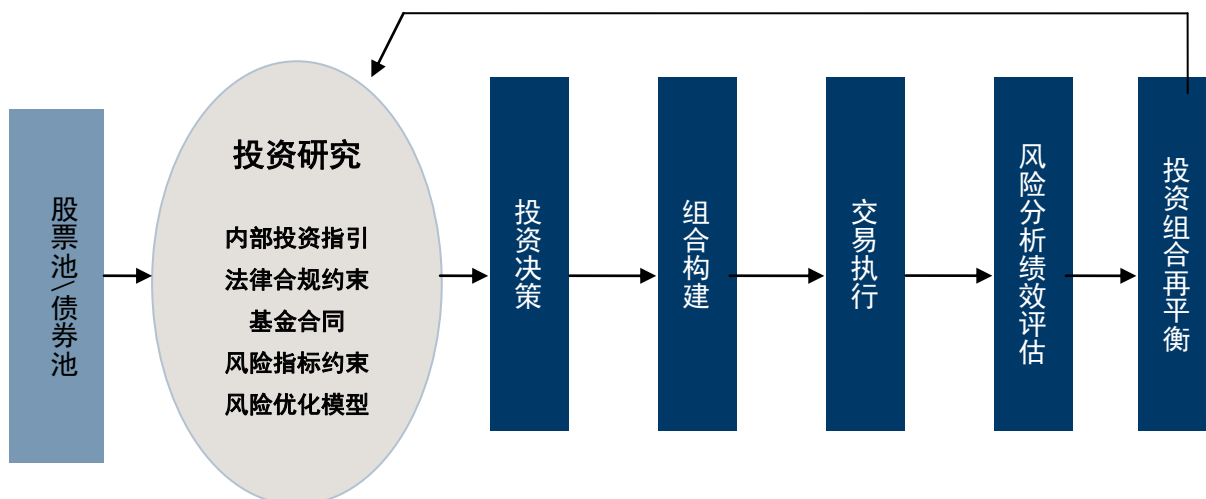 股票池\债券池
投资研究
内部投资指引
法律合规约束
基金合同
风险指标约束
风险优化模型
投资决策
组合构建
交易执行
风险分析绩效评估
投资组合再平衡